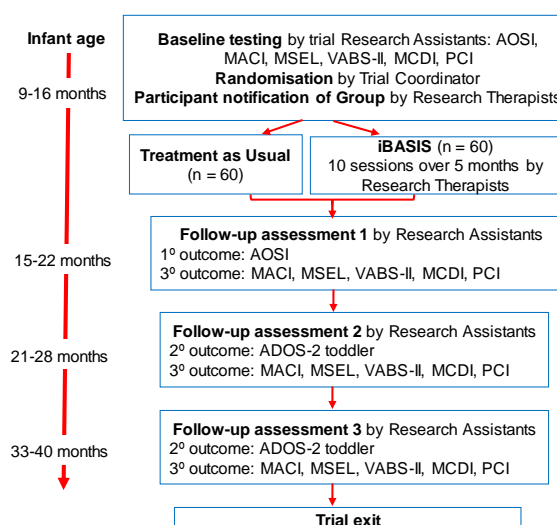 Infant age
Baseline testing by trial Research Assistants: AOSI,
MACI, MSEL, VABS-II, MCDI, PCI
Randomisation by Trial Coordinator
Participant notification of Group by Research Therapists
9-16 months
Treatment as Usual
(n = 60)
iBASIS (n = 60)
10 sessions over 5 months by
Research Therapists
Follow-up assessment 1 by Research Assistants
1º outcome: AOSI
3º outcome: MACI, MSEL, VABS-II, MCDI, PCI
15-22 months
Follow-up assessment 2 by Research Assistants
2º outcome: ADOS-2 toddler
3º outcome: MACI, MSEL, VABS-II, MCDI, PCI
21-28 months
Follow-up assessment 3 by Research Assistants
2º outcome: ADOS-2 toddler
3º outcome: MACI, MSEL, VABS-II, MCDI, PCI
33-40 months
Trial exit